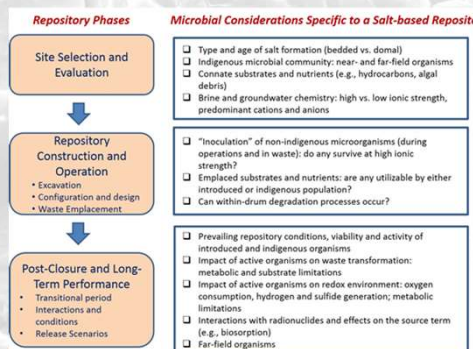 Repository Phases
Microbial Considerations Specific to a Salt-based Reposito
Site Selection and
Evaluation
❑ Type and age of salt formation (bedded vs. domal)
❑ Indigenous microbial community: near- and far-field organisms
❑ Connate substrates and nutrients (e.g., hydrocarbons, algal
debris)
❑ Brine and groundwater chemistry: high vs. low ionic strength,
predominant cations and anions
Repository
Construction and
Operation
• Excavation
• Configuration and design
• Waste Emplacement
❑ “Inoculation” of non-indigenous microorganisms (during
operations and in waste): do any survive at high ionic
strength?
❑ Emplaced substrates and nutrients: are any utilizable by either
introduced or indigenous population?
❑ Can within-drum degradation processes occur?
Post-Closure and Long-
Term Performance
• Transitional period
• Interactions and
conditions
• Release Scenarios
❑ Prevailing repository conditions, viability and activity of
introduced and indigenous organisms
❑ Impact of active organisms on waste transformation:
metabolic and substrate limitations
❑ Impact of active organisms on redox environment: oxygen
consumption, hydrogen and sulfide generation; metabolic
limitations
❑ Interactions with radionuclides and effects on the source term
(e.g., biosorption)
❑ Far-field organisms